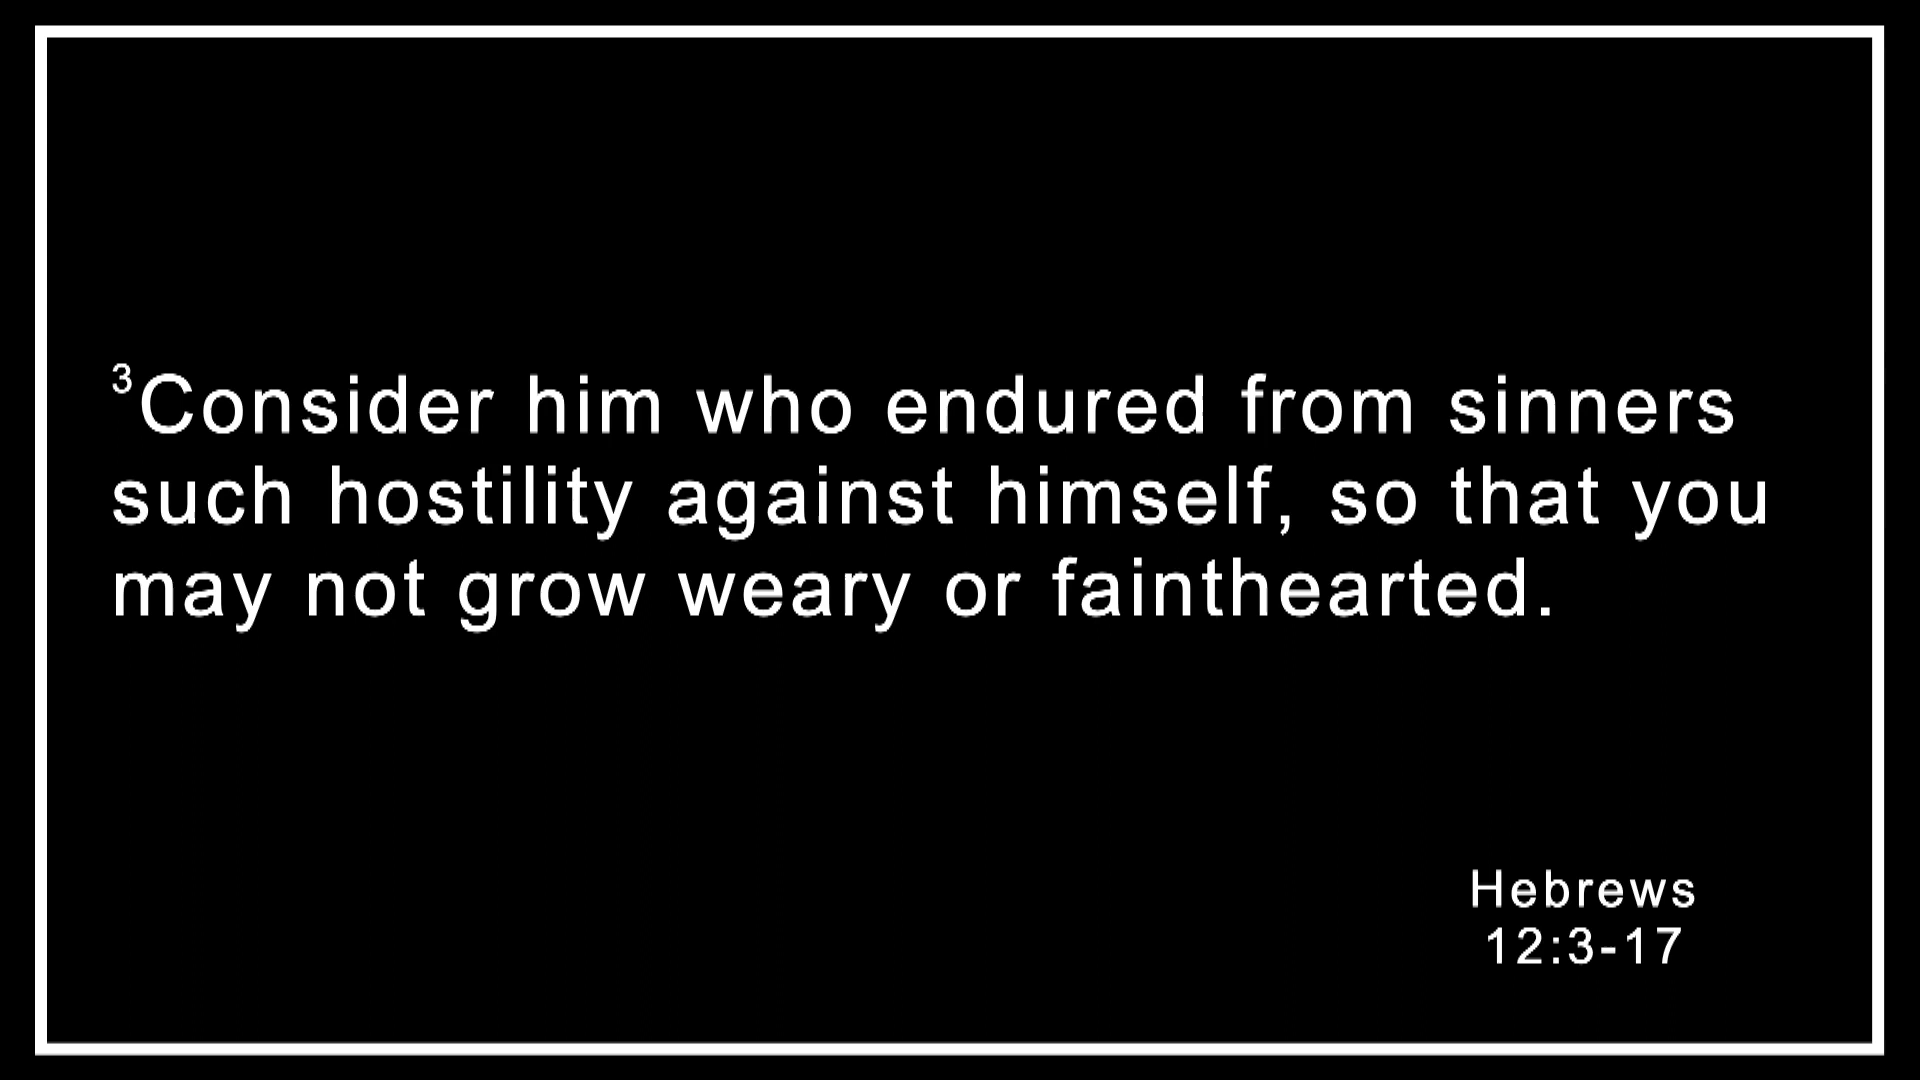 ³Consider him who endured from sinners
such hostility against himself, so that you
may not grow weary or fainthearted.
Hebrews
12:3-17